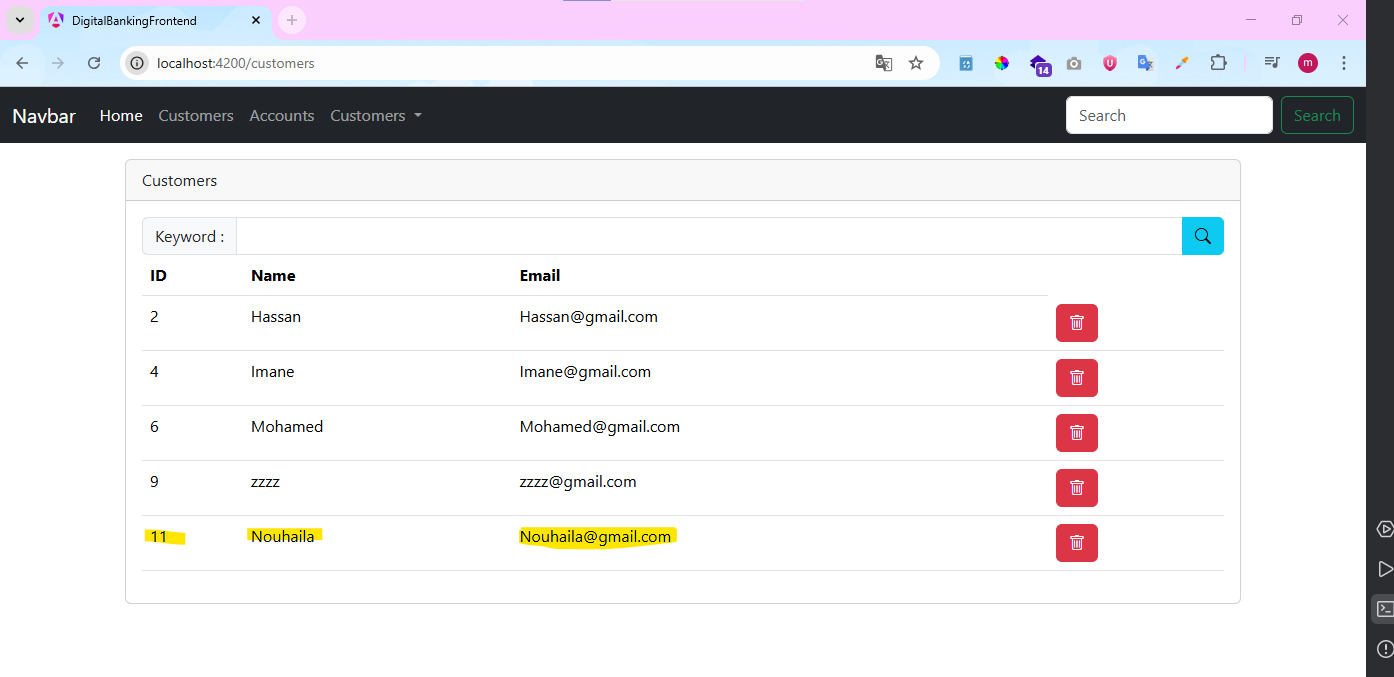 DigitalBankingFrontend
localhost:4200/customers
14
m
Navbar Home Customers Accounts Customers Search Search
Customers
Keyword :
ID Name Email
2 Hassan Hassan@gmail.com
4 Imane Imane@gmail.com
6 Mohamed Mohamed@gmail.com
9 zzzz zzzz@gmail.com
11 Nouhaila Nouhaila@gmail.com